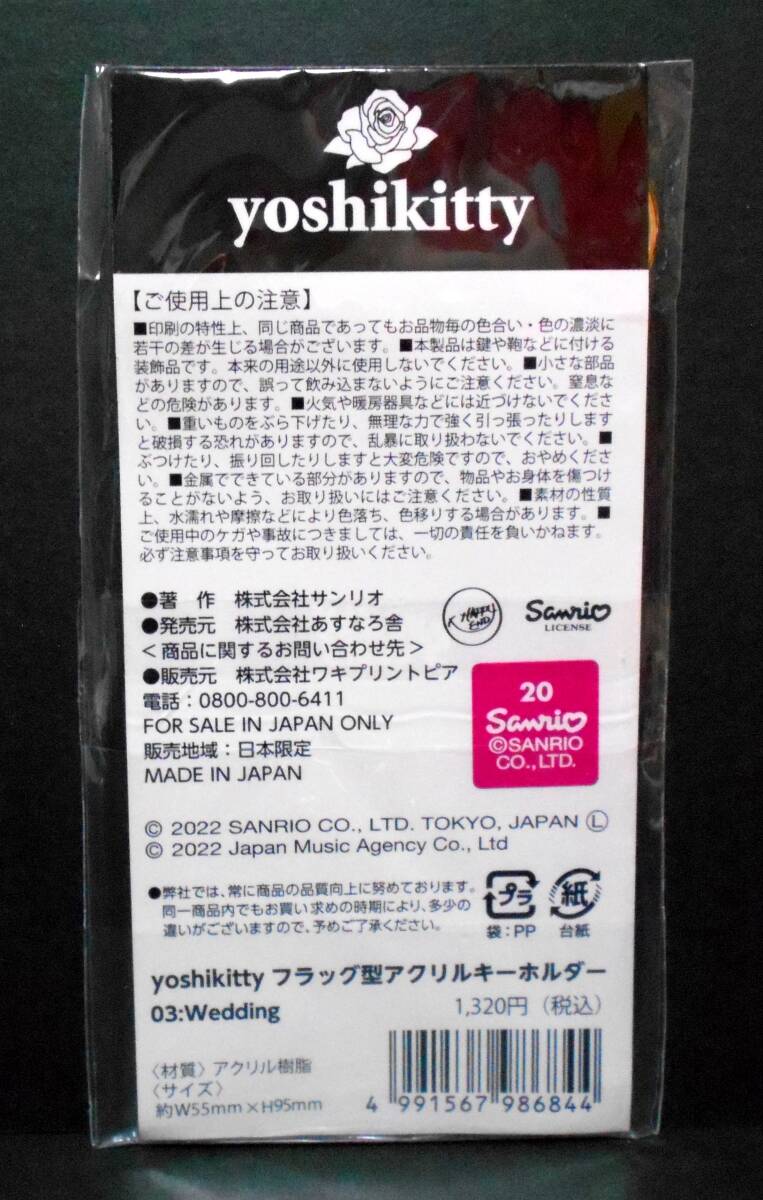 yoshikitty
【ご使用上の注意】
■印刷の特性上、同じ商品であってもお品物毎の色合い・色の濃淡に
若干の差が生じる場合がございます。■本製品は鍵や鞄などに付ける
装飾品です。本来の用途以外に使用しないでください。■小さな部品
がありますので、誤って飲み込まないようにご注意ください。窒息な
どの危険があります。■火気や暖房器具などには近づけないでくださ
い。■重いものをぶら下げたり、無理な力で強く引っ張ったりします
と破損する恐れがありますので、乱暴に取り扱わないでください。■
ぶつけたり、振り回したりしますと大変危険ですので、おやめくださ
い。■金属でできている部分がありますので、物品やお身体を傷つけ
ることがないよう、お取り扱いにはご注意ください。■素材の性質
上、水濡れや摩擦などにより色落ち、色移りする場合があります。■
ご使用中のケガや事故につきましては、一切の責任を負いかねます。
必ず注意事項を守ってお取り扱いください。
●著　作　株式会社サンリオ
●発売元　株式会社あすなろ舎
＜商品に関するお問い合わせ先＞
●販売元　株式会社ワキプリントピア
電話：0800-800-6411
FOR SALE IN JAPAN ONLY
販売地域：日本限定
MADE IN JAPAN
HAPPY
END
Sanrio
LICENSE
20
Sanrio
©SANRIO
CO.,LTD.
© 2022 SANRIO CO., LTD. TOKYO, JAPAN Ⓛ
© 2022 Japan Music Agency Co., Ltd
●弊社では、常に商品の品質向上に努めております。
同一商品内でもお買い求めの時期により、多少の
違いがございますので、予めご了承ください。
プラ
袋：PP
紙
台紙
yoshikitty フラッグ型アクリルキーホルダー
03:Wedding
1,320円（税込）
〈材質〉アクリル樹脂
〈サイズ〉
約W55mm×H95mm
4 991567 986844